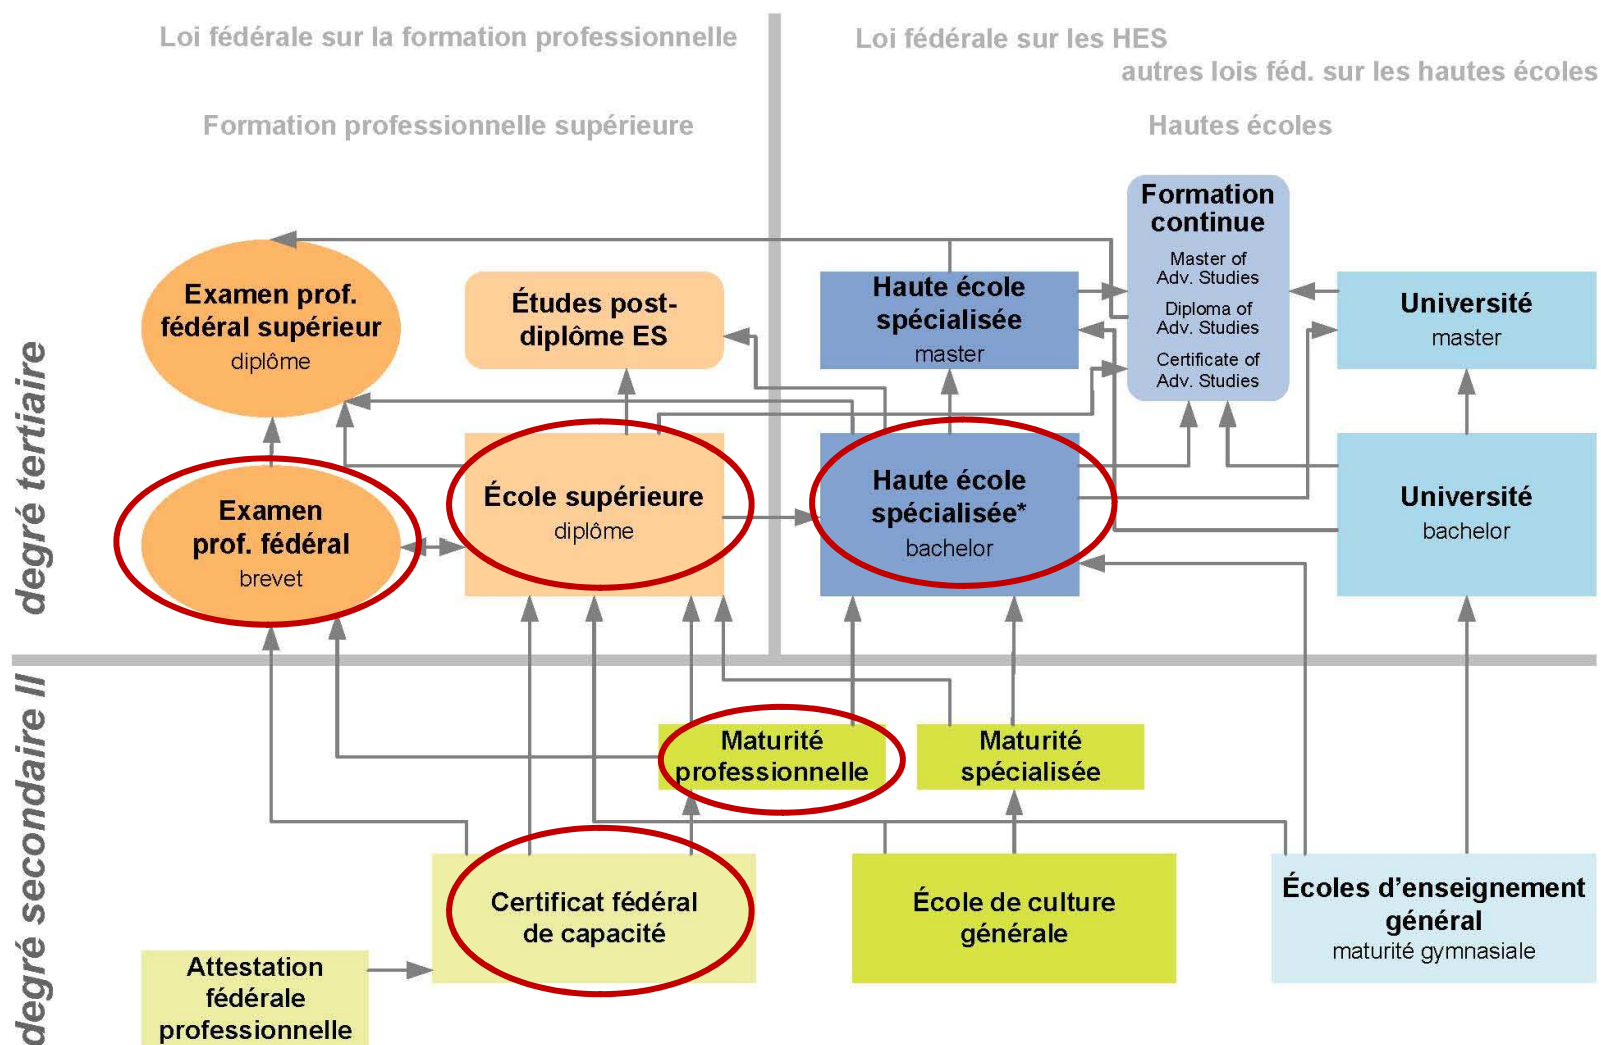 Loi fédérale sur la formation professionnelle
Loi fédérale sur les HES
autres lois féd. sur les hautes écoles
Formation professionnelle supérieure
Hautes écoles
degré tertiaire
Formation
continue
Master of
Adv. Studies
Diploma of
Adv. Studies
Certificate of
Adv. Studies
Examen prof.
fédéral supérieur
diplôme
Études post-
diplôme ES
Haute école
spécialisée
master
Université
master
Examen
prof. fédéral
brevet
École supérieure
diplôme
Haute école
spécialisée*
bachelor
Université
bachelor
degré secondaire II
Maturité
professionnelle
Maturité
spécialisée
Certificat fédéral
de capacité
École de culture
générale
Écoles d'enseignement
général
maturité gymnasiale
Attestation
fédérale
professionnelle